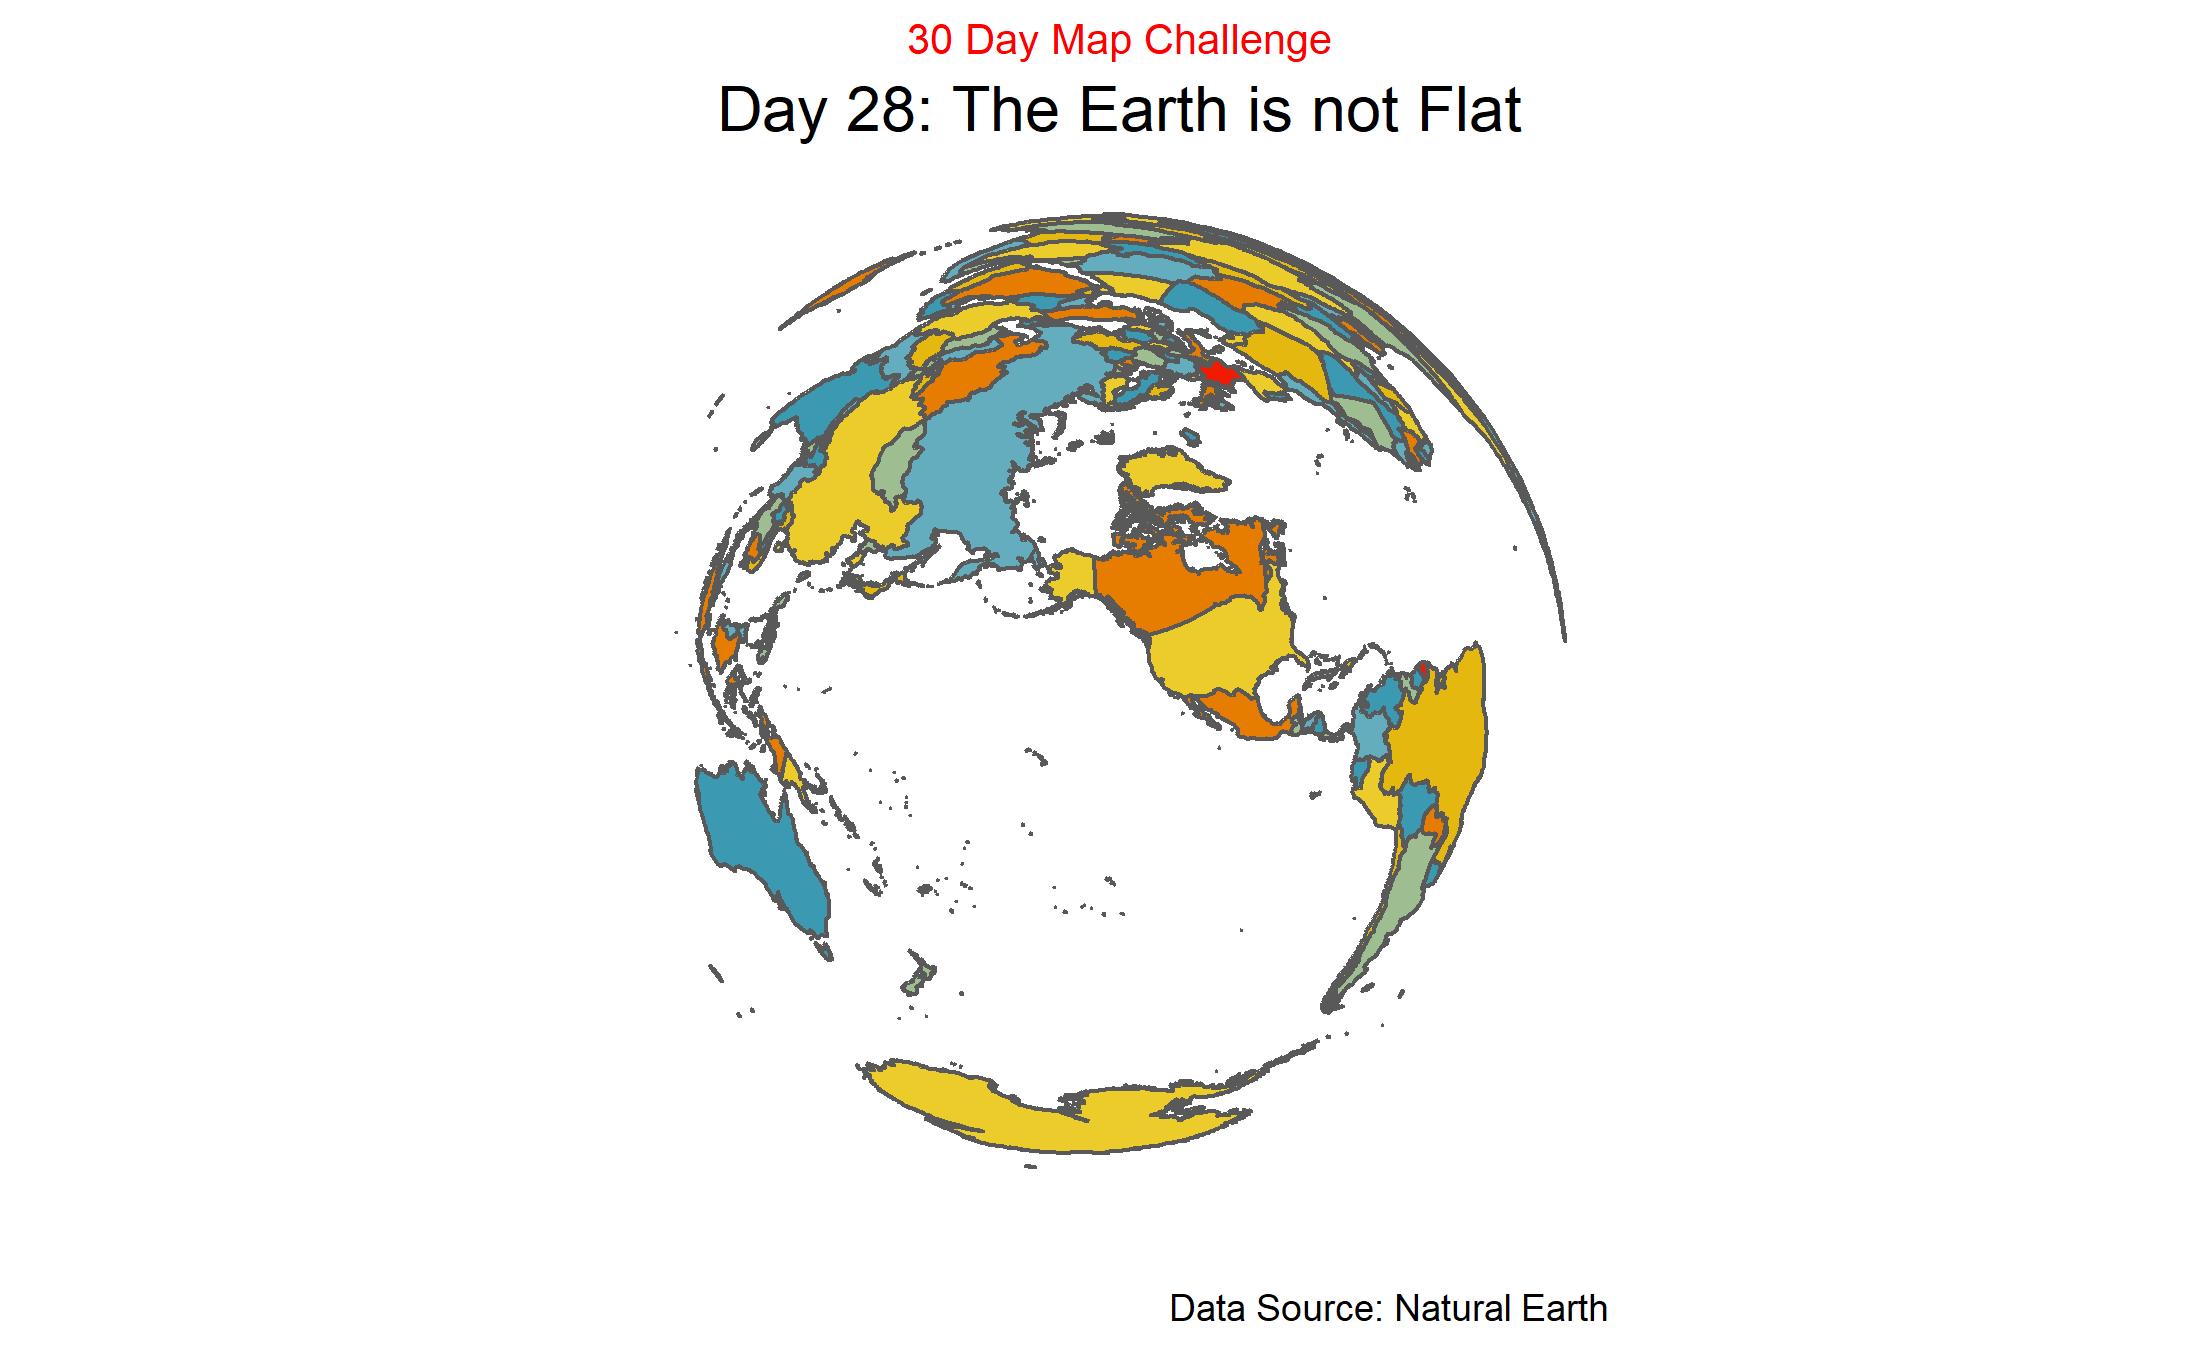 30 Day Map Challenge
Day 28: The Earth is not Flat
Data Source: Natural Earth